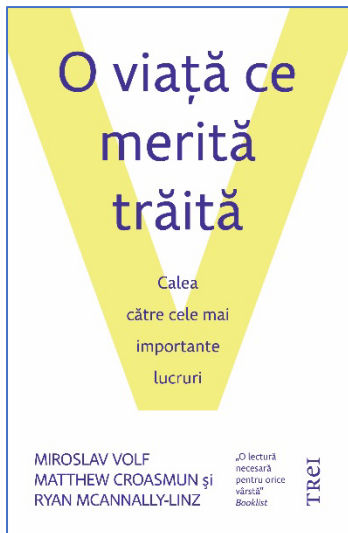 O viață ce
merită
trăită
Calea
către cele mai
importante
lucruri
MIROSLAV VOLF
MATTHEW CROASMUN și
RYAN MCANNALLY-LINZ
„O lectură
necesară
pentru orice
vârstă”
Booklist
TREI